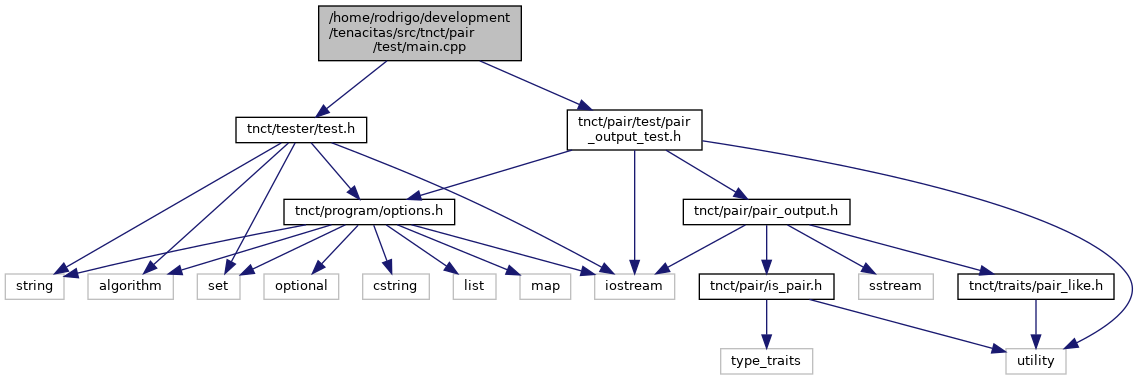 /home/rodrigo/development
/tenacitas/src/tnct/pair
/test/main.cpp
tnct/tester/test.h
tnct/pair/test/pair
_output_test.h
tnct/program/options.h
tnct/pair/pair_output.h
string
algorithm
set
optional
cstring
list
map
iostream
tnct/pair/is_pair.h
sstream
tnct/traits/pair_like.h
type_traits
utility